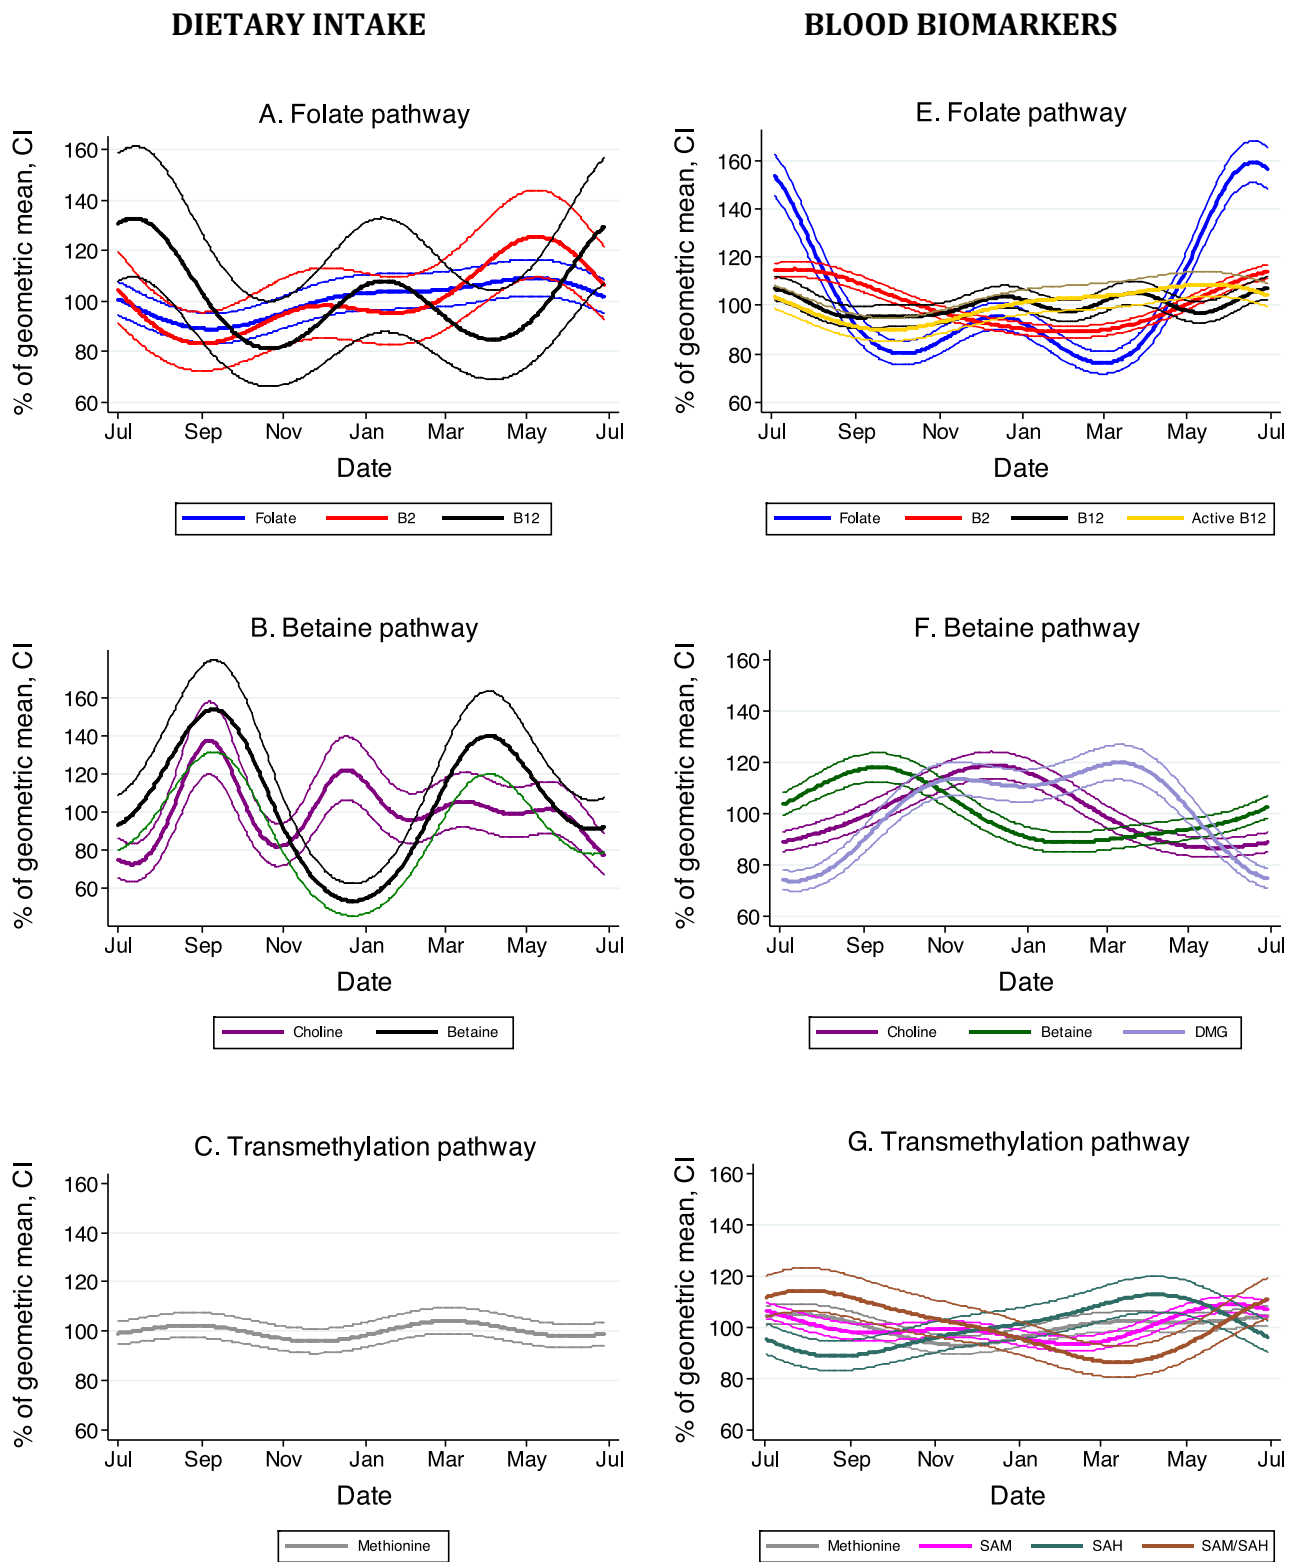 DIETARY INTAKE
BLOOD BIOMARKERS
A. Folate pathway
% of geometric mean, CI
160
140
120
100
80
60
Jul Sep Nov Jan Mar May Jul
Date
Folate B2 B12
E. Folate pathway
% of geometric mean, CI
160
140
120
100
80
60
Jul Sep Nov Jan Mar May Jul
Date
Folate B2 B12 Active B12
B. Betaine pathway
% of geometric mean, CI
160
140
120
100
80
60
Jul Sep Nov Jan Mar May Jul
Date
Choline Betaine
F. Betaine pathway
% of geometric mean, CI
160
140
120
100
80
60
Jul Sep Nov Jan Mar May Jul
Date
Choline Betaine DMG
C. Transmethylation pathway
% of geometric mean, CI
160
140
120
100
80
60
Jul Sep Nov Jan Mar May Jul
Date
Methionine
G. Transmethylation pathway
% of geometric mean, CI
160
140
120
100
80
60
Jul Sep Nov Jan Mar May Jul
Date
Methionine SAM SAH SAM/SAH